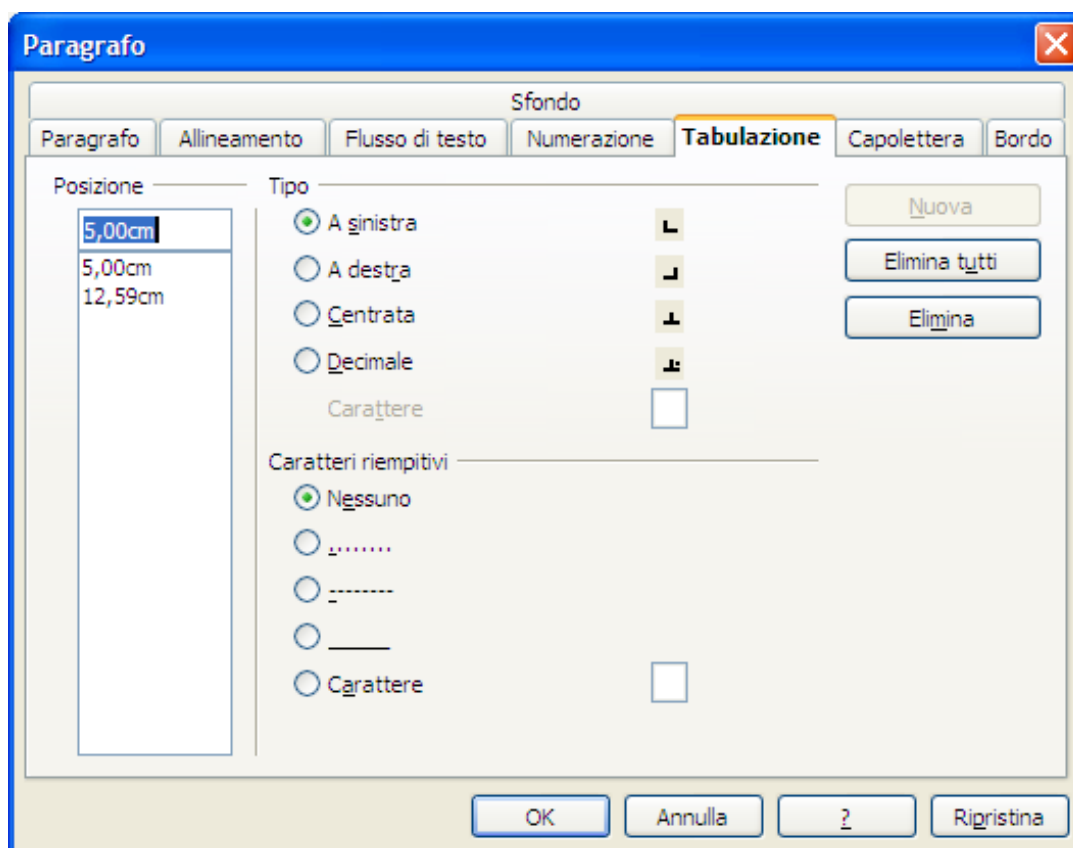 Paragrafo
Sfondo
Paragrafo Allineamento Flusso di testo Numerazione Tabulazione Capolettera Bordo
Posizione Tipo
5,00cm
5,00cm
12,59cm
A sinistra
A destra
Centrata
Decimale
Carattere
Caratteri riempitivi
Nessuno
.........
--------
_____
Carattere
Nuova
Elimina tutti
Elimina
OK Annulla ? Ripristina